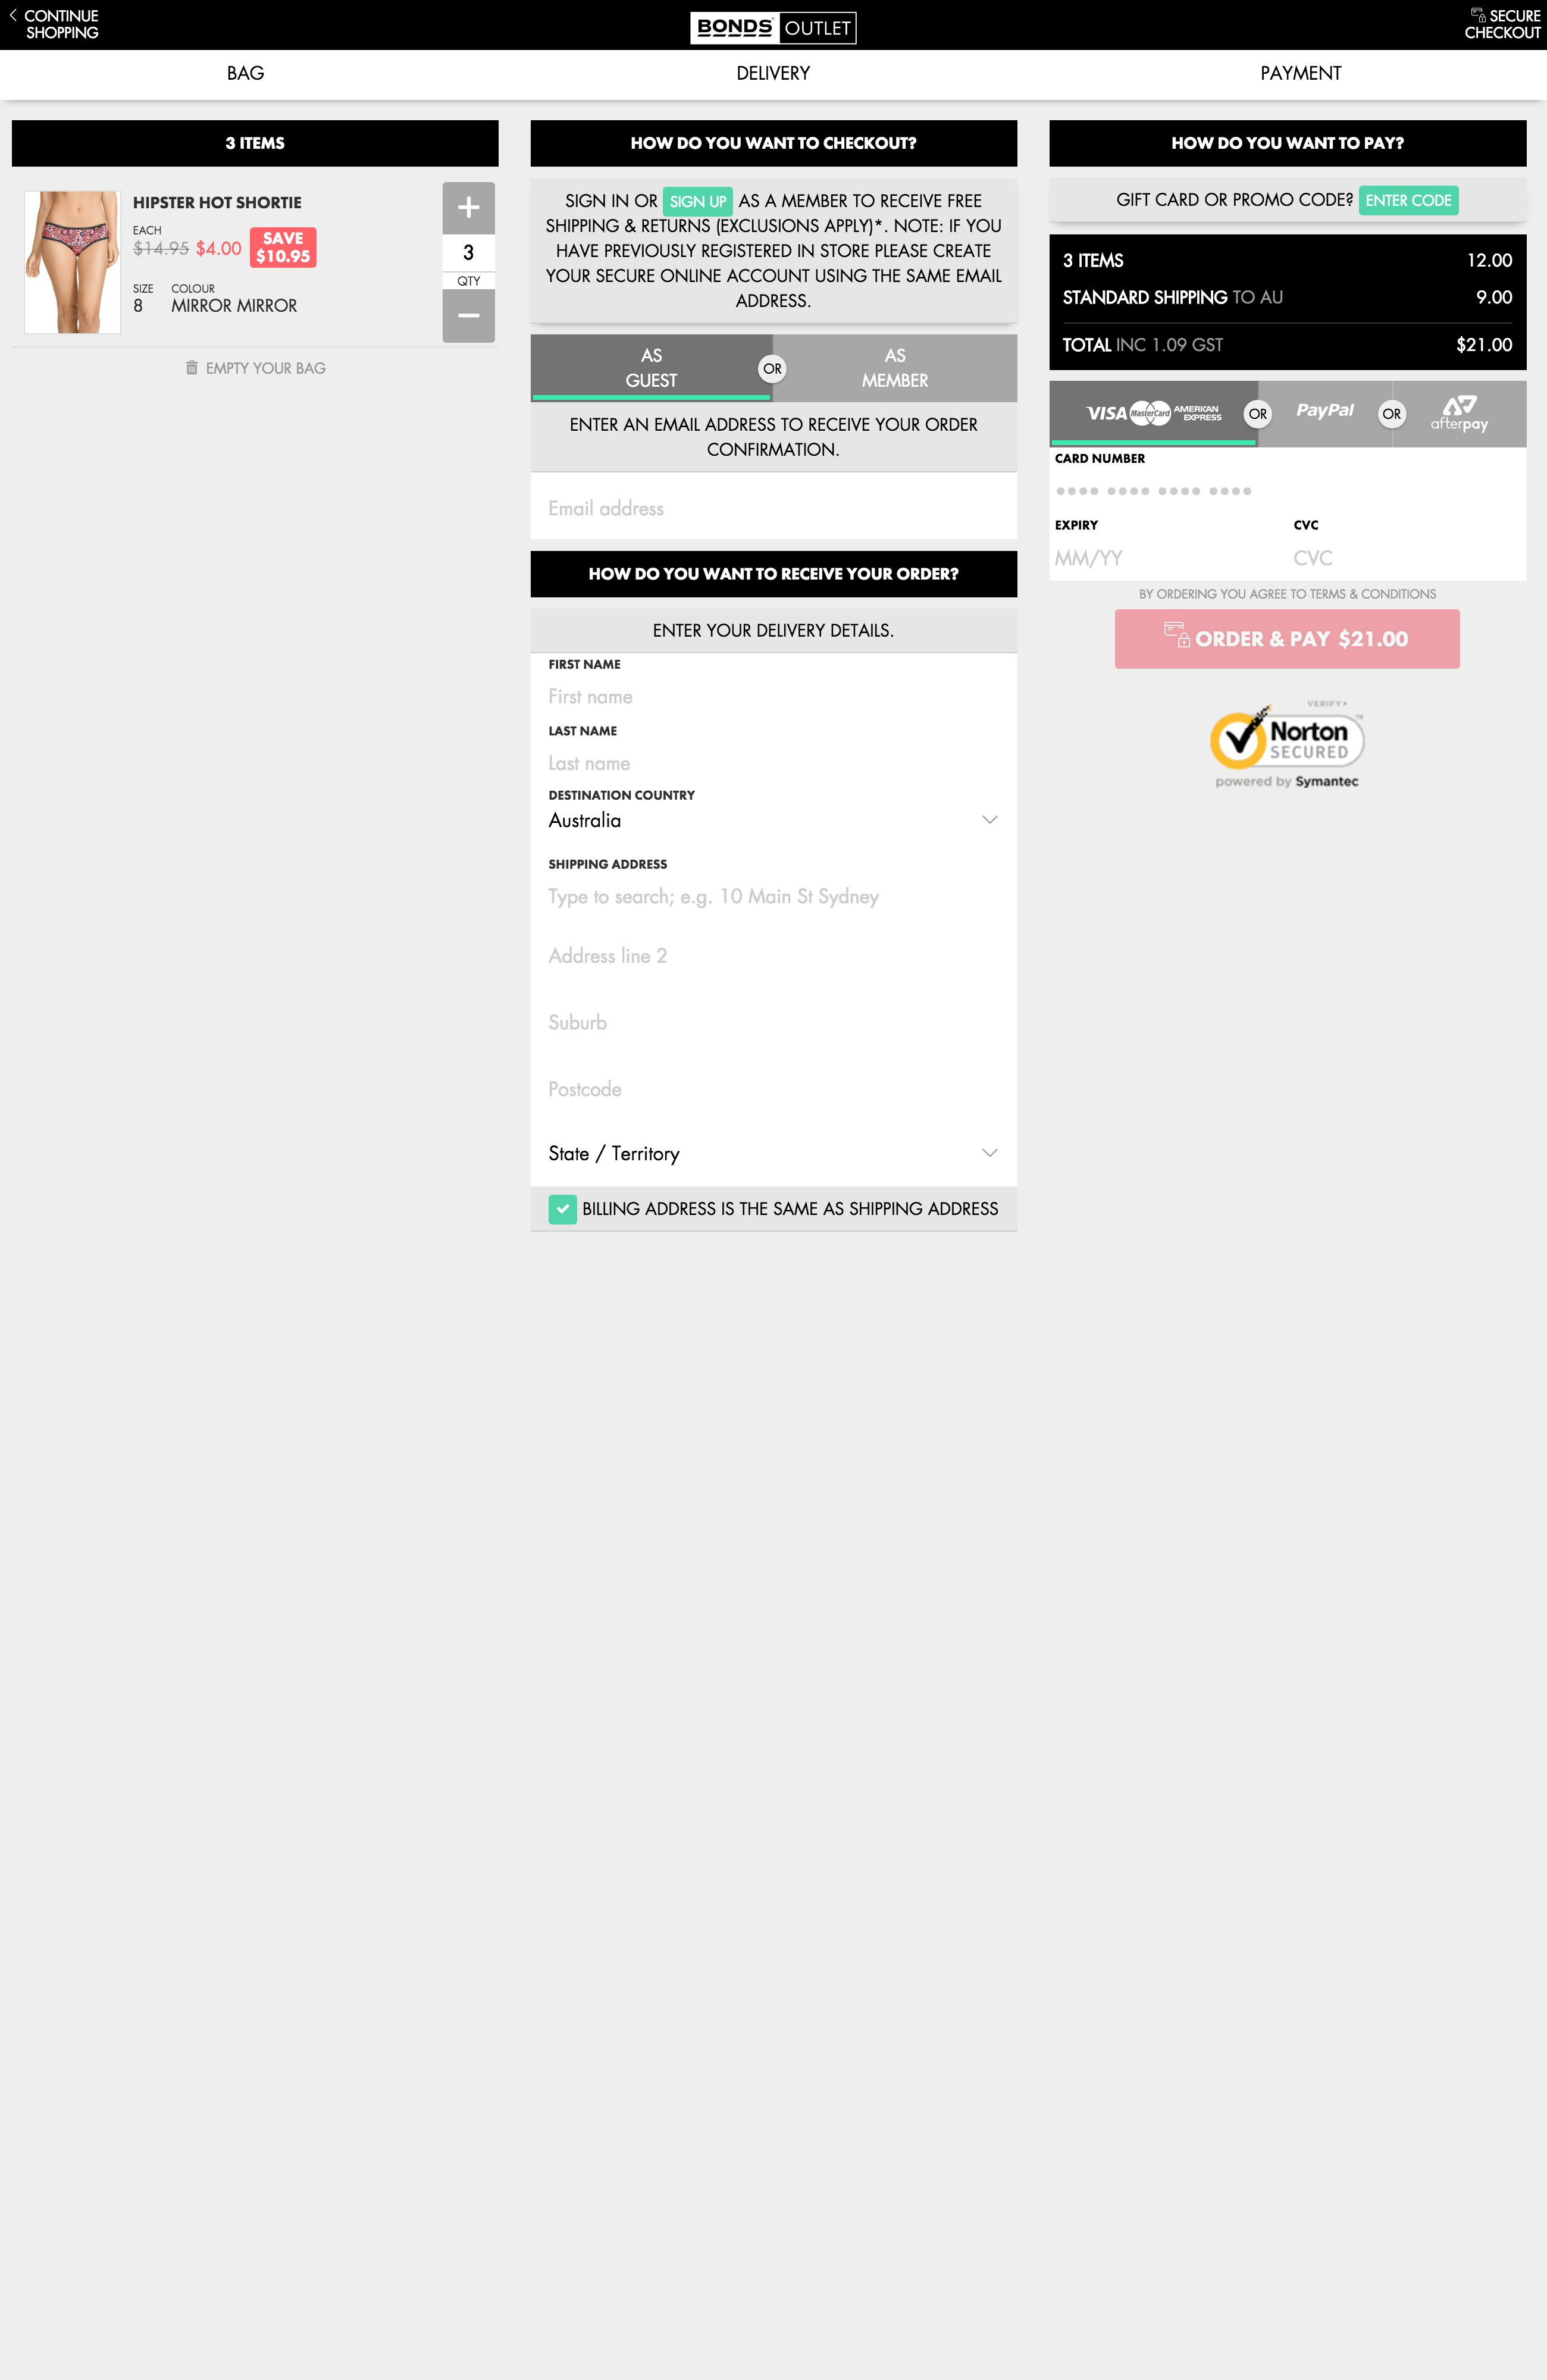 CONTINUE
SHOPPING
BONDS OUTLET
SECURE
CHECKOUT
BAG
DELIVERY
PAYMENT
3 ITEMS
HIPSTER HOT SHORTIE
EACH
$14.95 $4.00
SAVE
$10.95
SIZE COLOUR
8 MIRROR MIRROR
+
3
QTY
−
EMPTY YOUR BAG
HOW DO YOU WANT TO CHECKOUT?
SIGN IN OR SIGN UP AS A MEMBER TO RECEIVE FREE
SHIPPING & RETURNS (EXCLUSIONS APPLY)*. NOTE: IF YOU
HAVE PREVIOUSLY REGISTERED IN STORE PLEASE CREATE
YOUR SECURE ONLINE ACCOUNT USING THE SAME EMAIL
ADDRESS.
AS
GUEST
OR
AS
MEMBER
ENTER AN EMAIL ADDRESS TO RECEIVE YOUR ORDER
CONFIRMATION.
Email address
HOW DO YOU WANT TO RECEIVE YOUR ORDER?
ENTER YOUR DELIVERY DETAILS.
FIRST NAME
First name
LAST NAME
Last name
DESTINATION COUNTRY
Australia
SHIPPING ADDRESS
Type to search; e.g. 10 Main St Sydney
Address line 2
Suburb
Postcode
State / Territory
BILLING ADDRESS IS THE SAME AS SHIPPING ADDRESS
HOW DO YOU WANT TO PAY?
GIFT CARD OR PROMO CODE? ENTER CODE
3 ITEMS 12.00
STANDARD SHIPPING TO AU 9.00
TOTAL INC 1.09 GST $21.00
VISA MasterCard AMERICAN EXPRESS OR PayPal OR afterpay
CARD NUMBER
•••• •••• •••• ••••
EXPIRY CVC
MM/YY CVC
BY ORDERING YOU AGREE TO TERMS & CONDITIONS
ORDER & PAY $21.00
VERIFY
Norton
SECURED
™
powered by Symantec